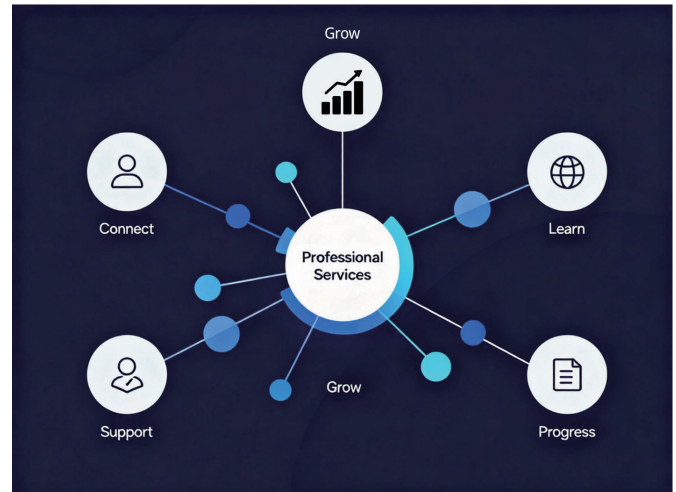 Grow
Connect
Learn
Professional
Services
Grow
Support
Progress